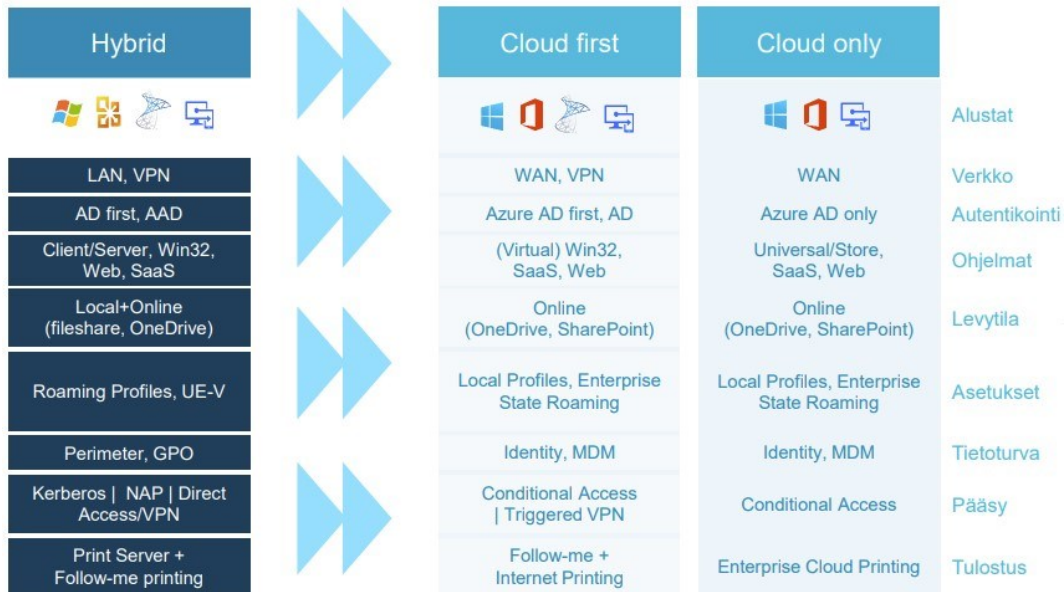 Hybrid
Cloud first
Cloud only
Alustat
LAN, VPN
WAN, VPN
WAN
Verkko
AD first, AAD
Azure AD first, AD
Azure AD only
Autentikointi
Client/Server, Win32,
Web, SaaS
(Virtual) Win32,
SaaS, Web
Universal/Store,
SaaS, Web
Ohjelmat
Local+Online
(fileshare, OneDrive)
Online
(OneDrive, SharePoint)
Online
(OneDrive, SharePoint)
Levytila
Roaming Profiles, UE-V
Local Profiles, Enterprise
State Roaming
Local Profiles, Enterprise
State Roaming
Asetukset
Perimeter, GPO
Identity, MDM
Identity, MDM
Tietoturva
Kerberos | NAP | Direct
Access/VPN
Conditional Access
| Triggered VPN
Conditional Access
Pääsy
Print Server +
Follow-me printing
Follow-me +
Internet Printing
Enterprise Cloud Printing
Tulostus